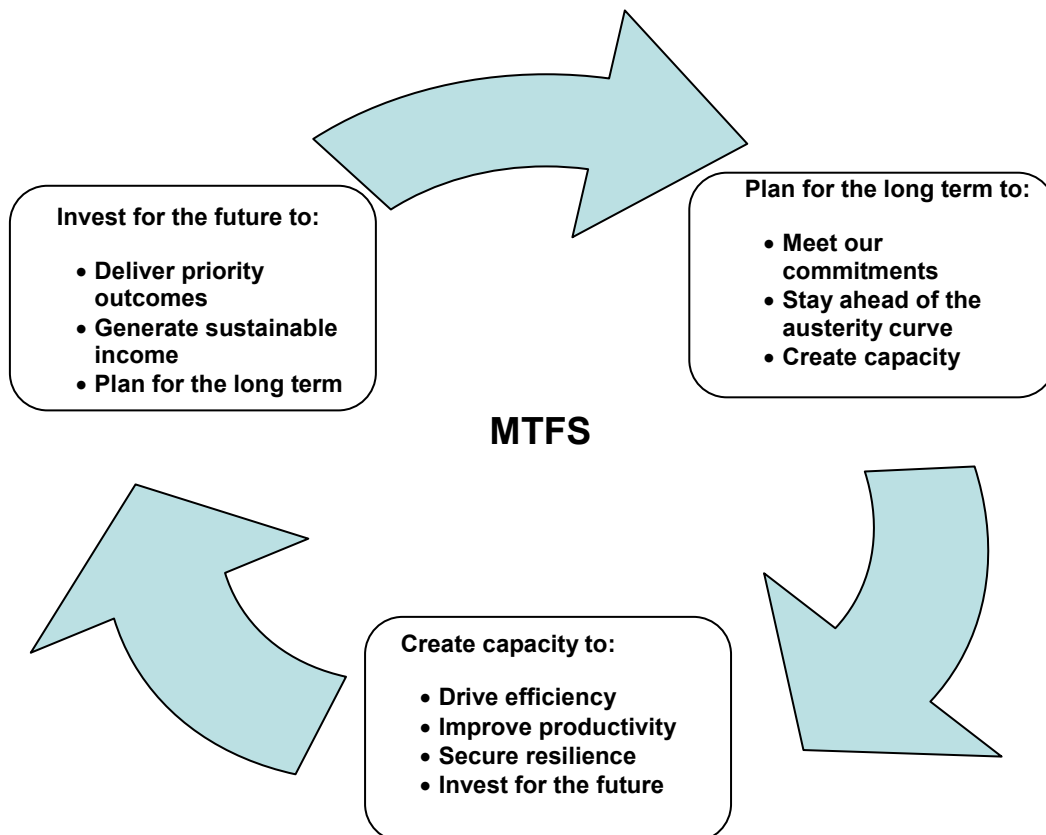 Invest for the future to:
• Deliver priority
outcomes
• Generate sustainable
income
• Plan for the long term
Plan for the long term to:
• Meet our
commitments
• Stay ahead of the
austerity curve
• Create capacity
MTFS
Create capacity to:
• Drive efficiency
• Improve productivity
• Secure resilience
• Invest for the future